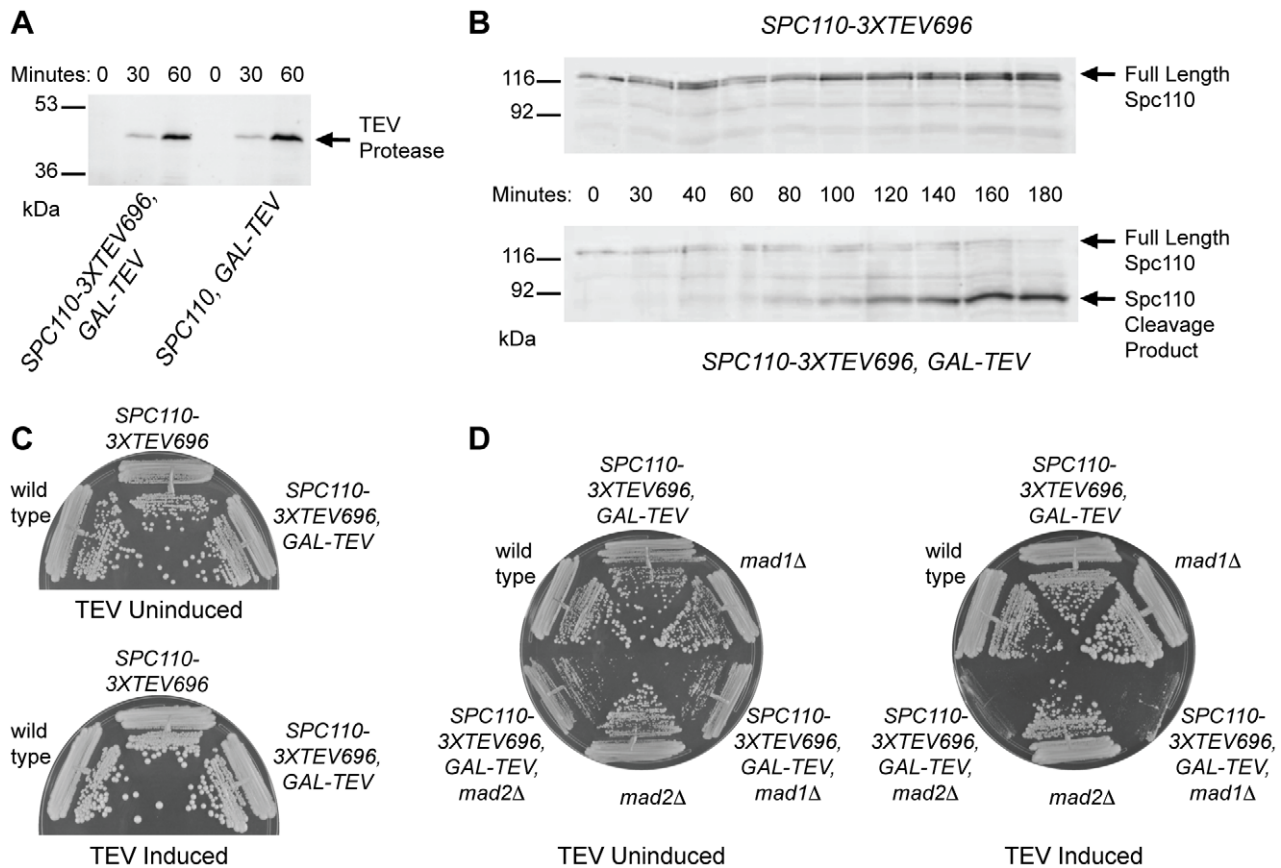 A
Minutes: 0 30 60 0 30 60
53
36
kDa
TEV
Protease
SPC110-3XTEV696,
GAL-TEV
SPC110, GAL-TEV
B
SPC110-3XTEV696
116
92
Full Length
Spc110
Minutes: 0 30 40 60 80 100 120 140 160 180
116
92
kDa
Full Length
Spc110
Spc110
Cleavage
Product
SPC110-3XTEV696, GAL-TEV
C
SPC110-
3XTEV696
wild
type
SPC110-
3XTEV696,
GAL-TEV
TEV Uninduced
SPC110-
3XTEV696
wild
type
SPC110-
3XTEV696,
GAL-TEV
TEV Induced
D
SPC110-
3XTEV696,
GAL-TEV
wild
type
mad1Δ
SPC110-
3XTEV696,
GAL-TEV,
mad2Δ
mad2Δ
SPC110-
3XTEV696,
GAL-TEV,
mad1Δ
TEV Uninduced
SPC110-
3XTEV696,
GAL-TEV
wild
type
mad1Δ
SPC110-
3XTEV696,
GAL-TEV,
mad2Δ
mad2Δ
SPC110-
3XTEV696,
GAL-TEV,
mad1Δ
TEV Induced